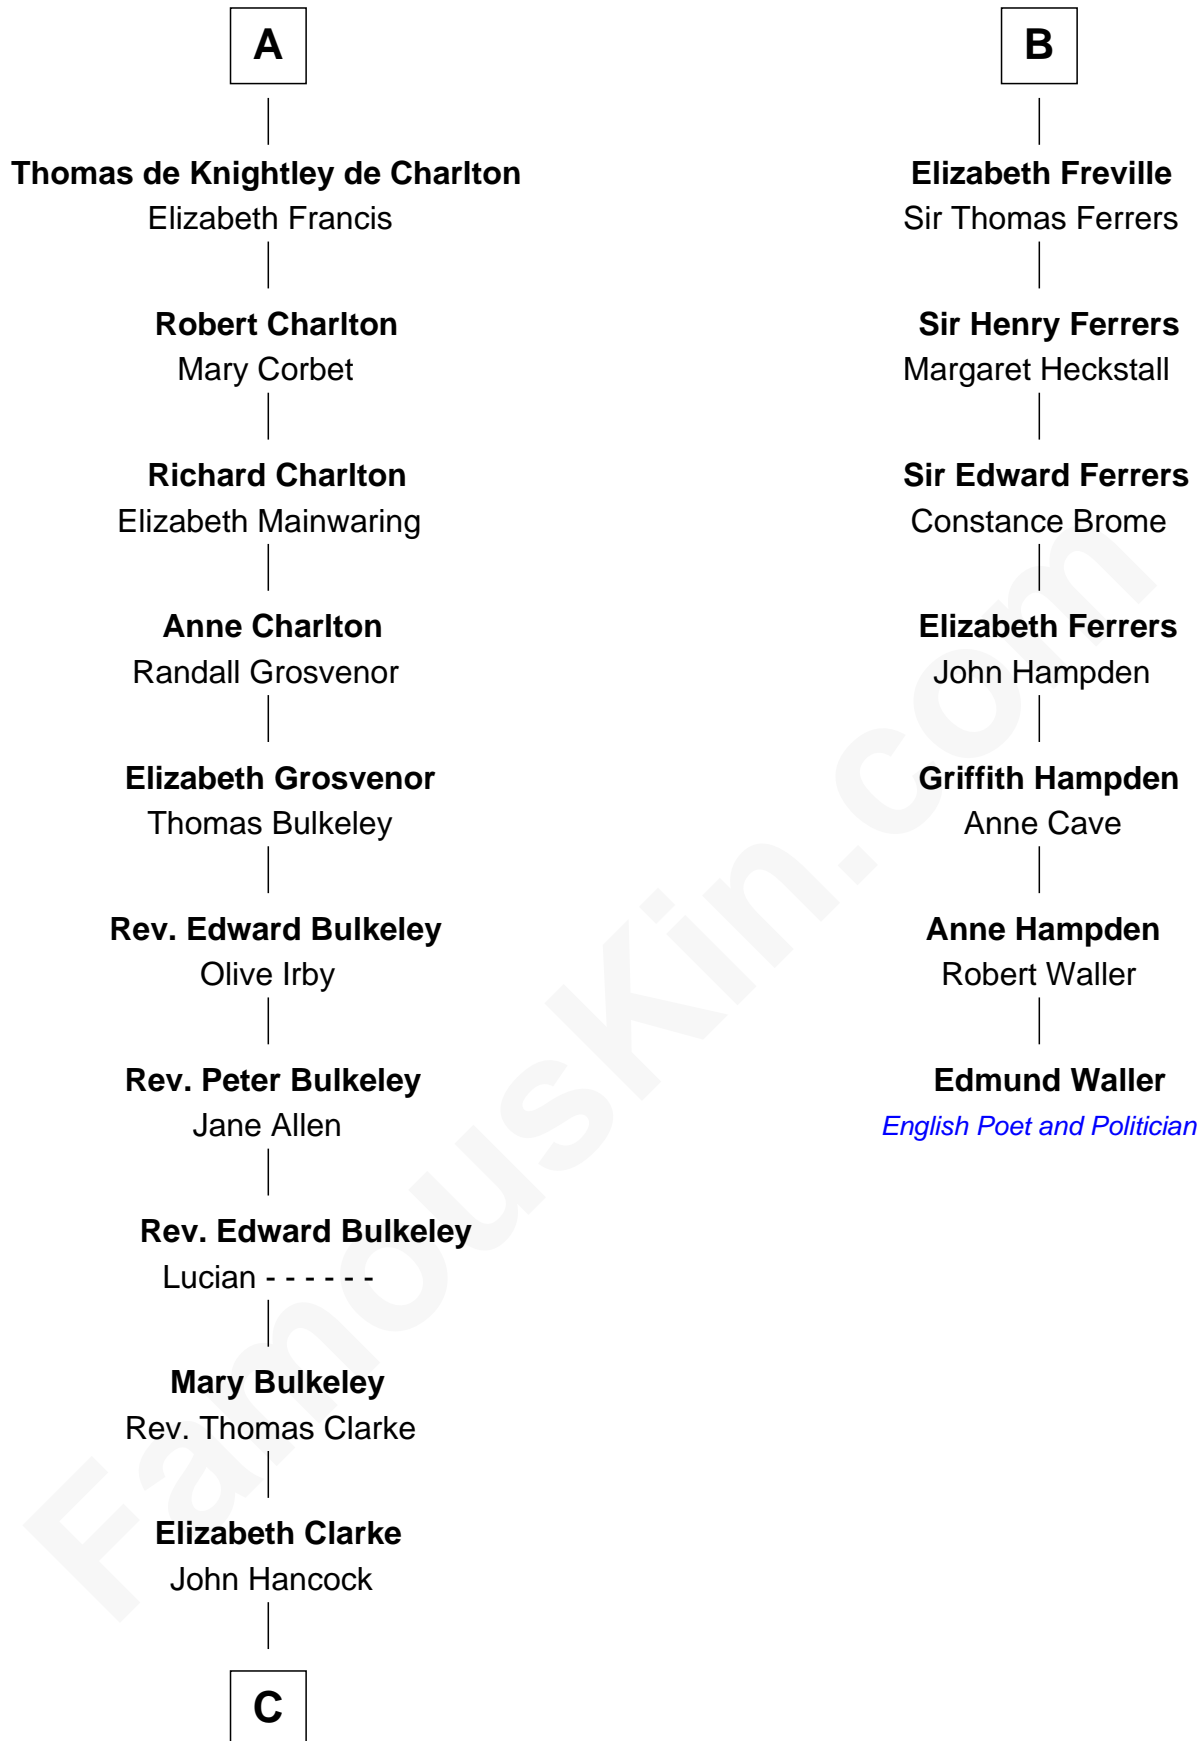 A
Thomas de Knightley de Charlton
Elizabeth Francis
Robert Charlton
Mary Corbet
Richard Charlton
Elizabeth Mainwaring
Anne Charlton
Randall Grosvenor
Elizabeth Grosvenor
Thomas Bulkeley
Rev. Edward Bulkeley
Olive Irby
Rev. Peter Bulkeley
Jane Allen
Rev. Edward Bulkeley
Lucian - - - - - -
Mary Bulkeley
Rev. Thomas Clarke
Elizabeth Clarke
John Hancock
C
B
Elizabeth Freville
Sir Thomas Ferrers
Sir Henry Ferrers
Margaret Heckstall
Sir Edward Ferrers
Constance Brome
Elizabeth Ferrers
John Hampden
Griffith Hampden
Anne Cave
Anne Hampden
Robert Waller
Edmund Waller
English Poet and Politician
FamousKin.com